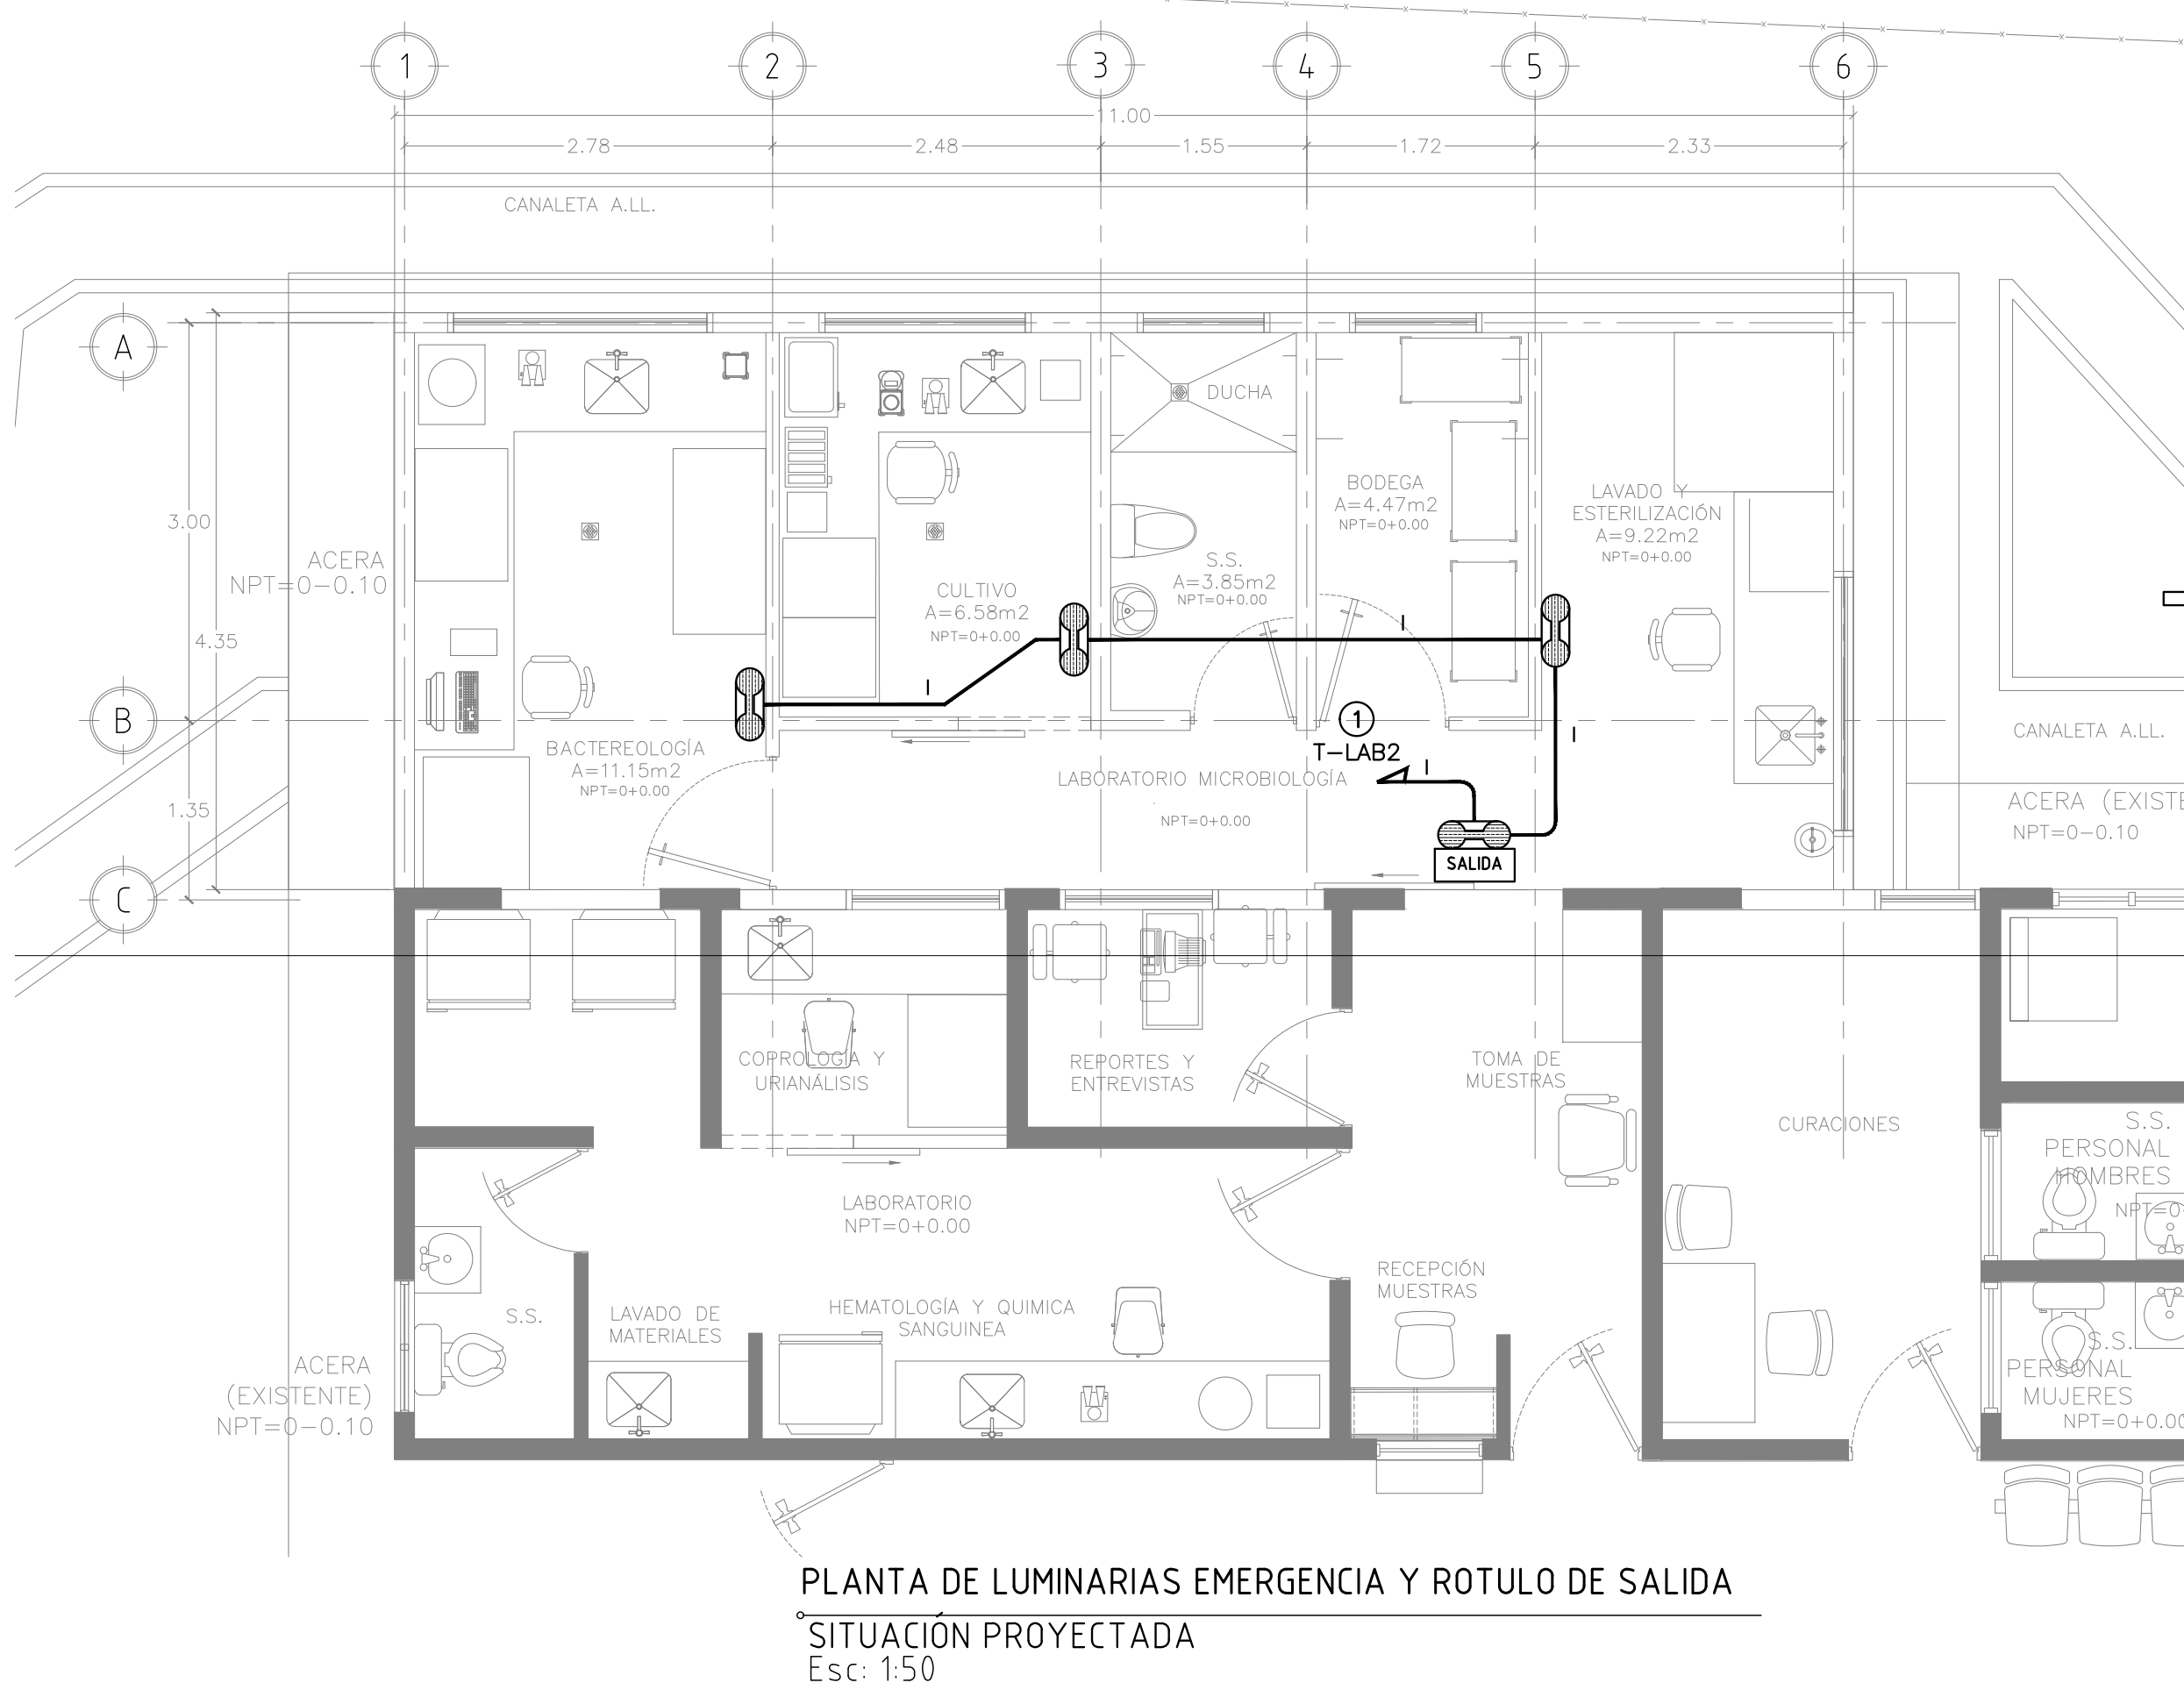 1
2
3
4
5
6
11.00
2.78
2.48
1.55
1.72
2.33
CANALETA A.LL.
A
DUCHA
BODEGA
A=4.47m2
NPT=0+0.00
LAVADO Y
ESTERILIZACIÓN
A=9.22m2
NPT=0+0.00
3.00
ACERA
NPT=0-0.10
S.S.
A=3.85m2
NPT=0+0.00
CULTIVO
A=6.58m2
NPT=0+0.00
4.35
B
1
T-LAB2
CANALETA A.LL.
BACTEREOLOGÍA
A=11.15m2
NPT=0+0.00
LABORATORIO MICROBIOLOGÍA
NPT=0+0.00
1.35
ACERA (EXISTE
NPT=0-0.10
SALIDA
C
COPROLOGÍA Y
URIANÁLISIS
REPORTES Y
ENTREVISTAS
TOMA DE
MUESTRAS
CURACIONES
S.S.
PERSONAL
HOMBRES
NPT=0+
LABORATORIO
NPT=0+0.00
RECEPCIÓN
MUESTRAS
S.S.
LAVADO DE
MATERIALES
HEMATOLOGÍA Y QUIMICA
SANGUINEA
S.S.
PERSONAL
MUJERES
NPT=0+0.00
ACERA
(EXISTENTE)
NPT=0-0.10
PLANTA DE LUMINARIAS EMERGENCIA Y ROTULO DE SALIDA
SITUACIÓN PROYECTADA
Esc: 1:50